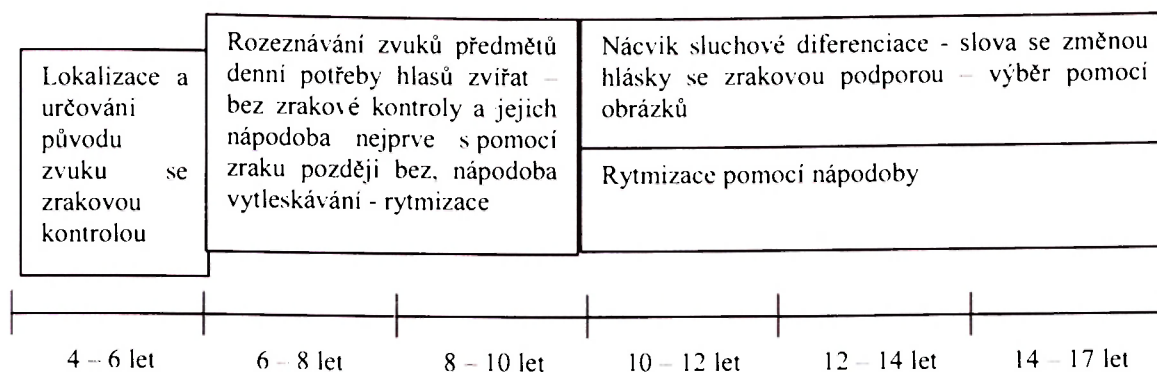 Lokalizace a
určování
původu
zvuku se
zrakovou
kontrolou
Rozeznávání zvuků předmětů
denní potřeby hlasů zvířat –
bez zrakové kontroly a jejich
nápodoba nejprve s pomocí
zraku později bez, nápodoba
vytleskávání - rytmizace
Nácvik sluchové diferenciace - slova se změnou
hlásky se zrakovou podporou – výběr pomocí
obrázků
Rytmizace pomocí nápodoby
4 – 6 let 6 – 8 let 8 – 10 let 10 – 12 let 12 – 14 let 14 – 17 let